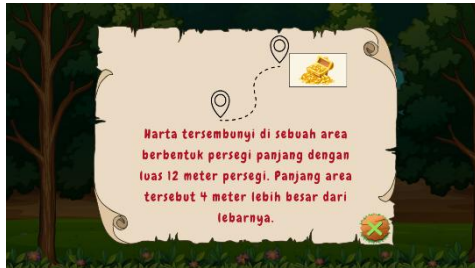 Harta tersembunyi di sebuah area
berbentuk persegi panjang dengan
luas 12 meter persegi. Panjang area
tersebut 4 meter lebih besar dari
lebarnya.